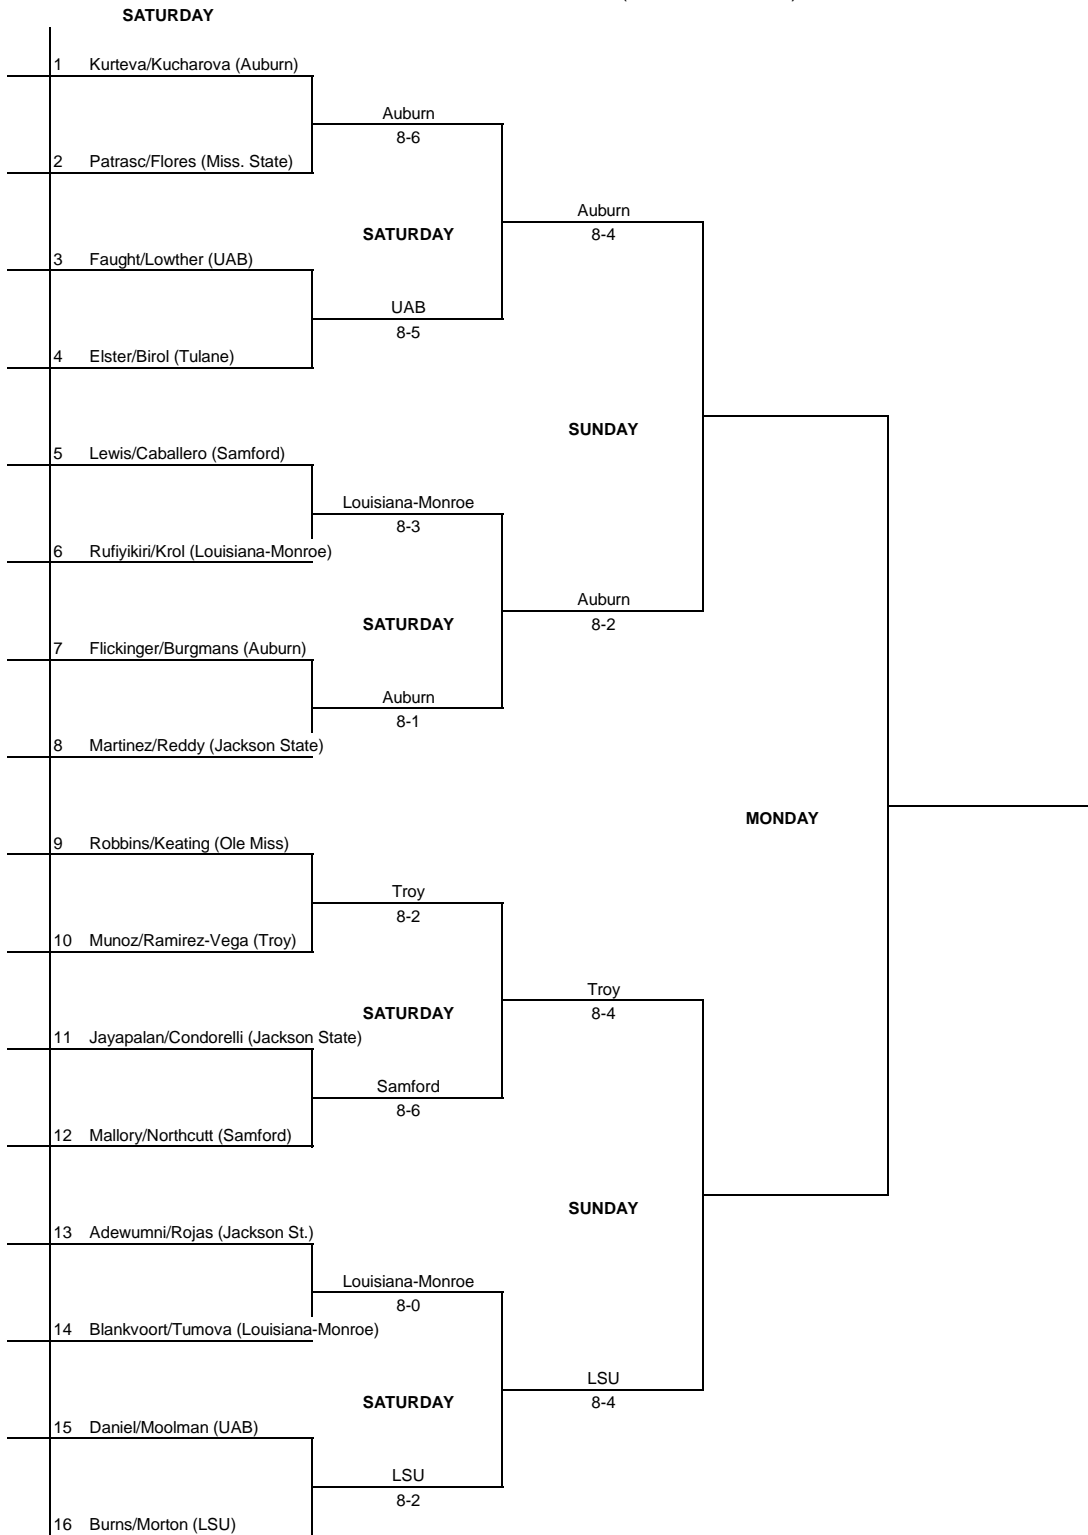 SATURDAY
1 Kurteva/Kucharova (Auburn)
Auburn
8-6
2 Patrasc/Flores (Miss. State)
Auburn
SATURDAY
8-4
3 Faught/Lowther (UAB)
UAB
8-5
4 Elster/Birol (Tulane)
SUNDAY
5 Lewis/Caballero (Samford)
Louisiana-Monroe
8-3
6 Rufiyikiri/Krol (Louisiana-Monroe)
Auburn
SATURDAY
8-2
7 Flickinger/Burgmans (Auburn)
Auburn
8-1
8 Martinez/Reddy (Jackson State)
MONDAY
9 Robbins/Keating (Ole Miss)
Troy
8-2
10 Munoz/Ramirez-Vega (Troy)
Troy
SATURDAY
8-4
11 Jayapalan/Condorelli (Jackson State)
Samford
8-6
12 Mallory/Northcutt (Samford)
SUNDAY
13 Adewumni/Rojas (Jackson St.)
Louisiana-Monroe
8-0
14 Blankvoort/Tumova (Louisiana-Monroe)
LSU
SATURDAY
8-4
15 Daniel/Moolman (UAB)
LSU
8-2
16 Burns/Morton (LSU)